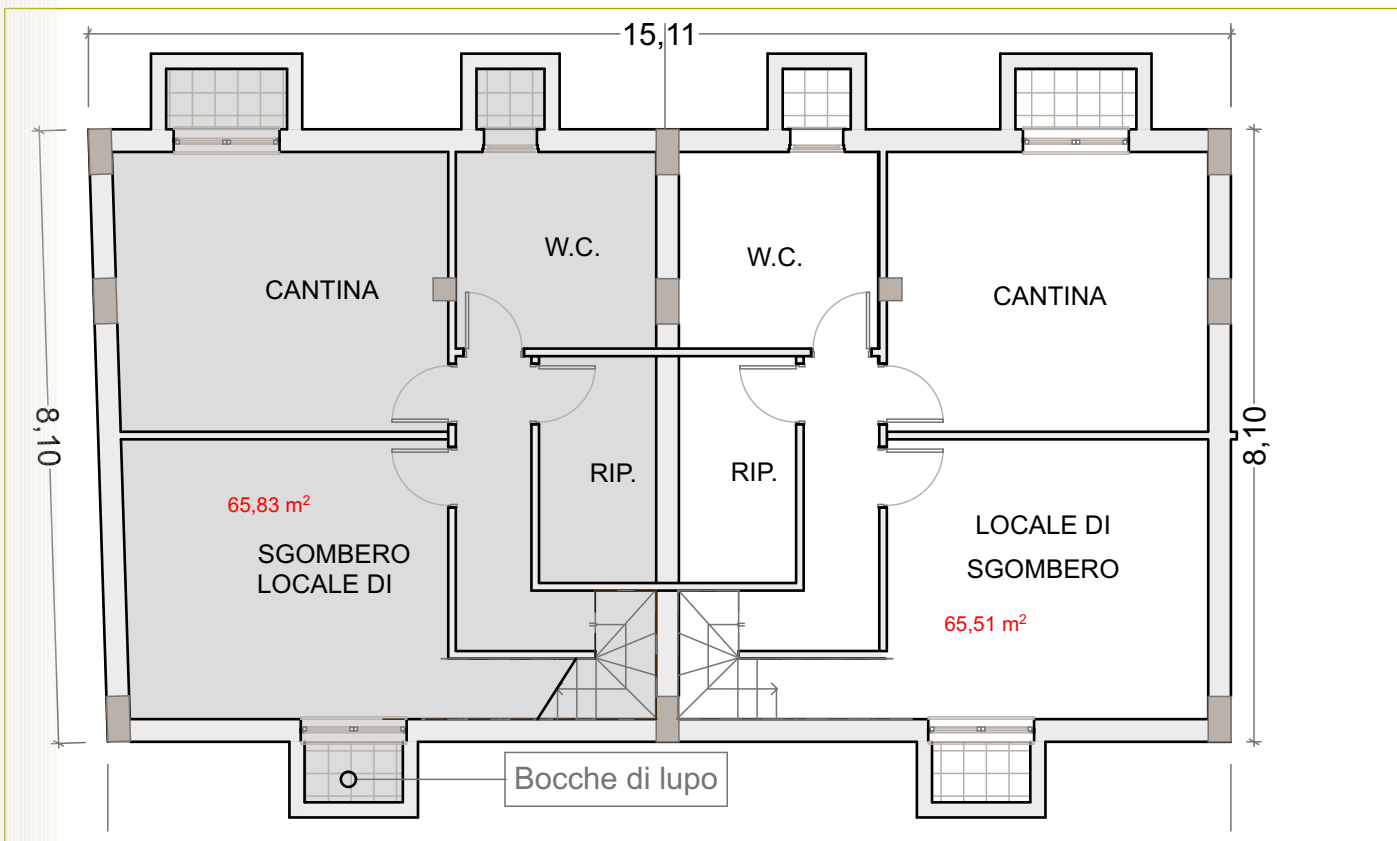 15,11
W.C.
W.C.
CANTINA
CANTINA
8,10
8,10
RIP.
RIP.
65,83 m²
LOCALE DI
SGOMBERO
SGOMBERO
LOCALE DI
65,51 m²
Bocche di lupo